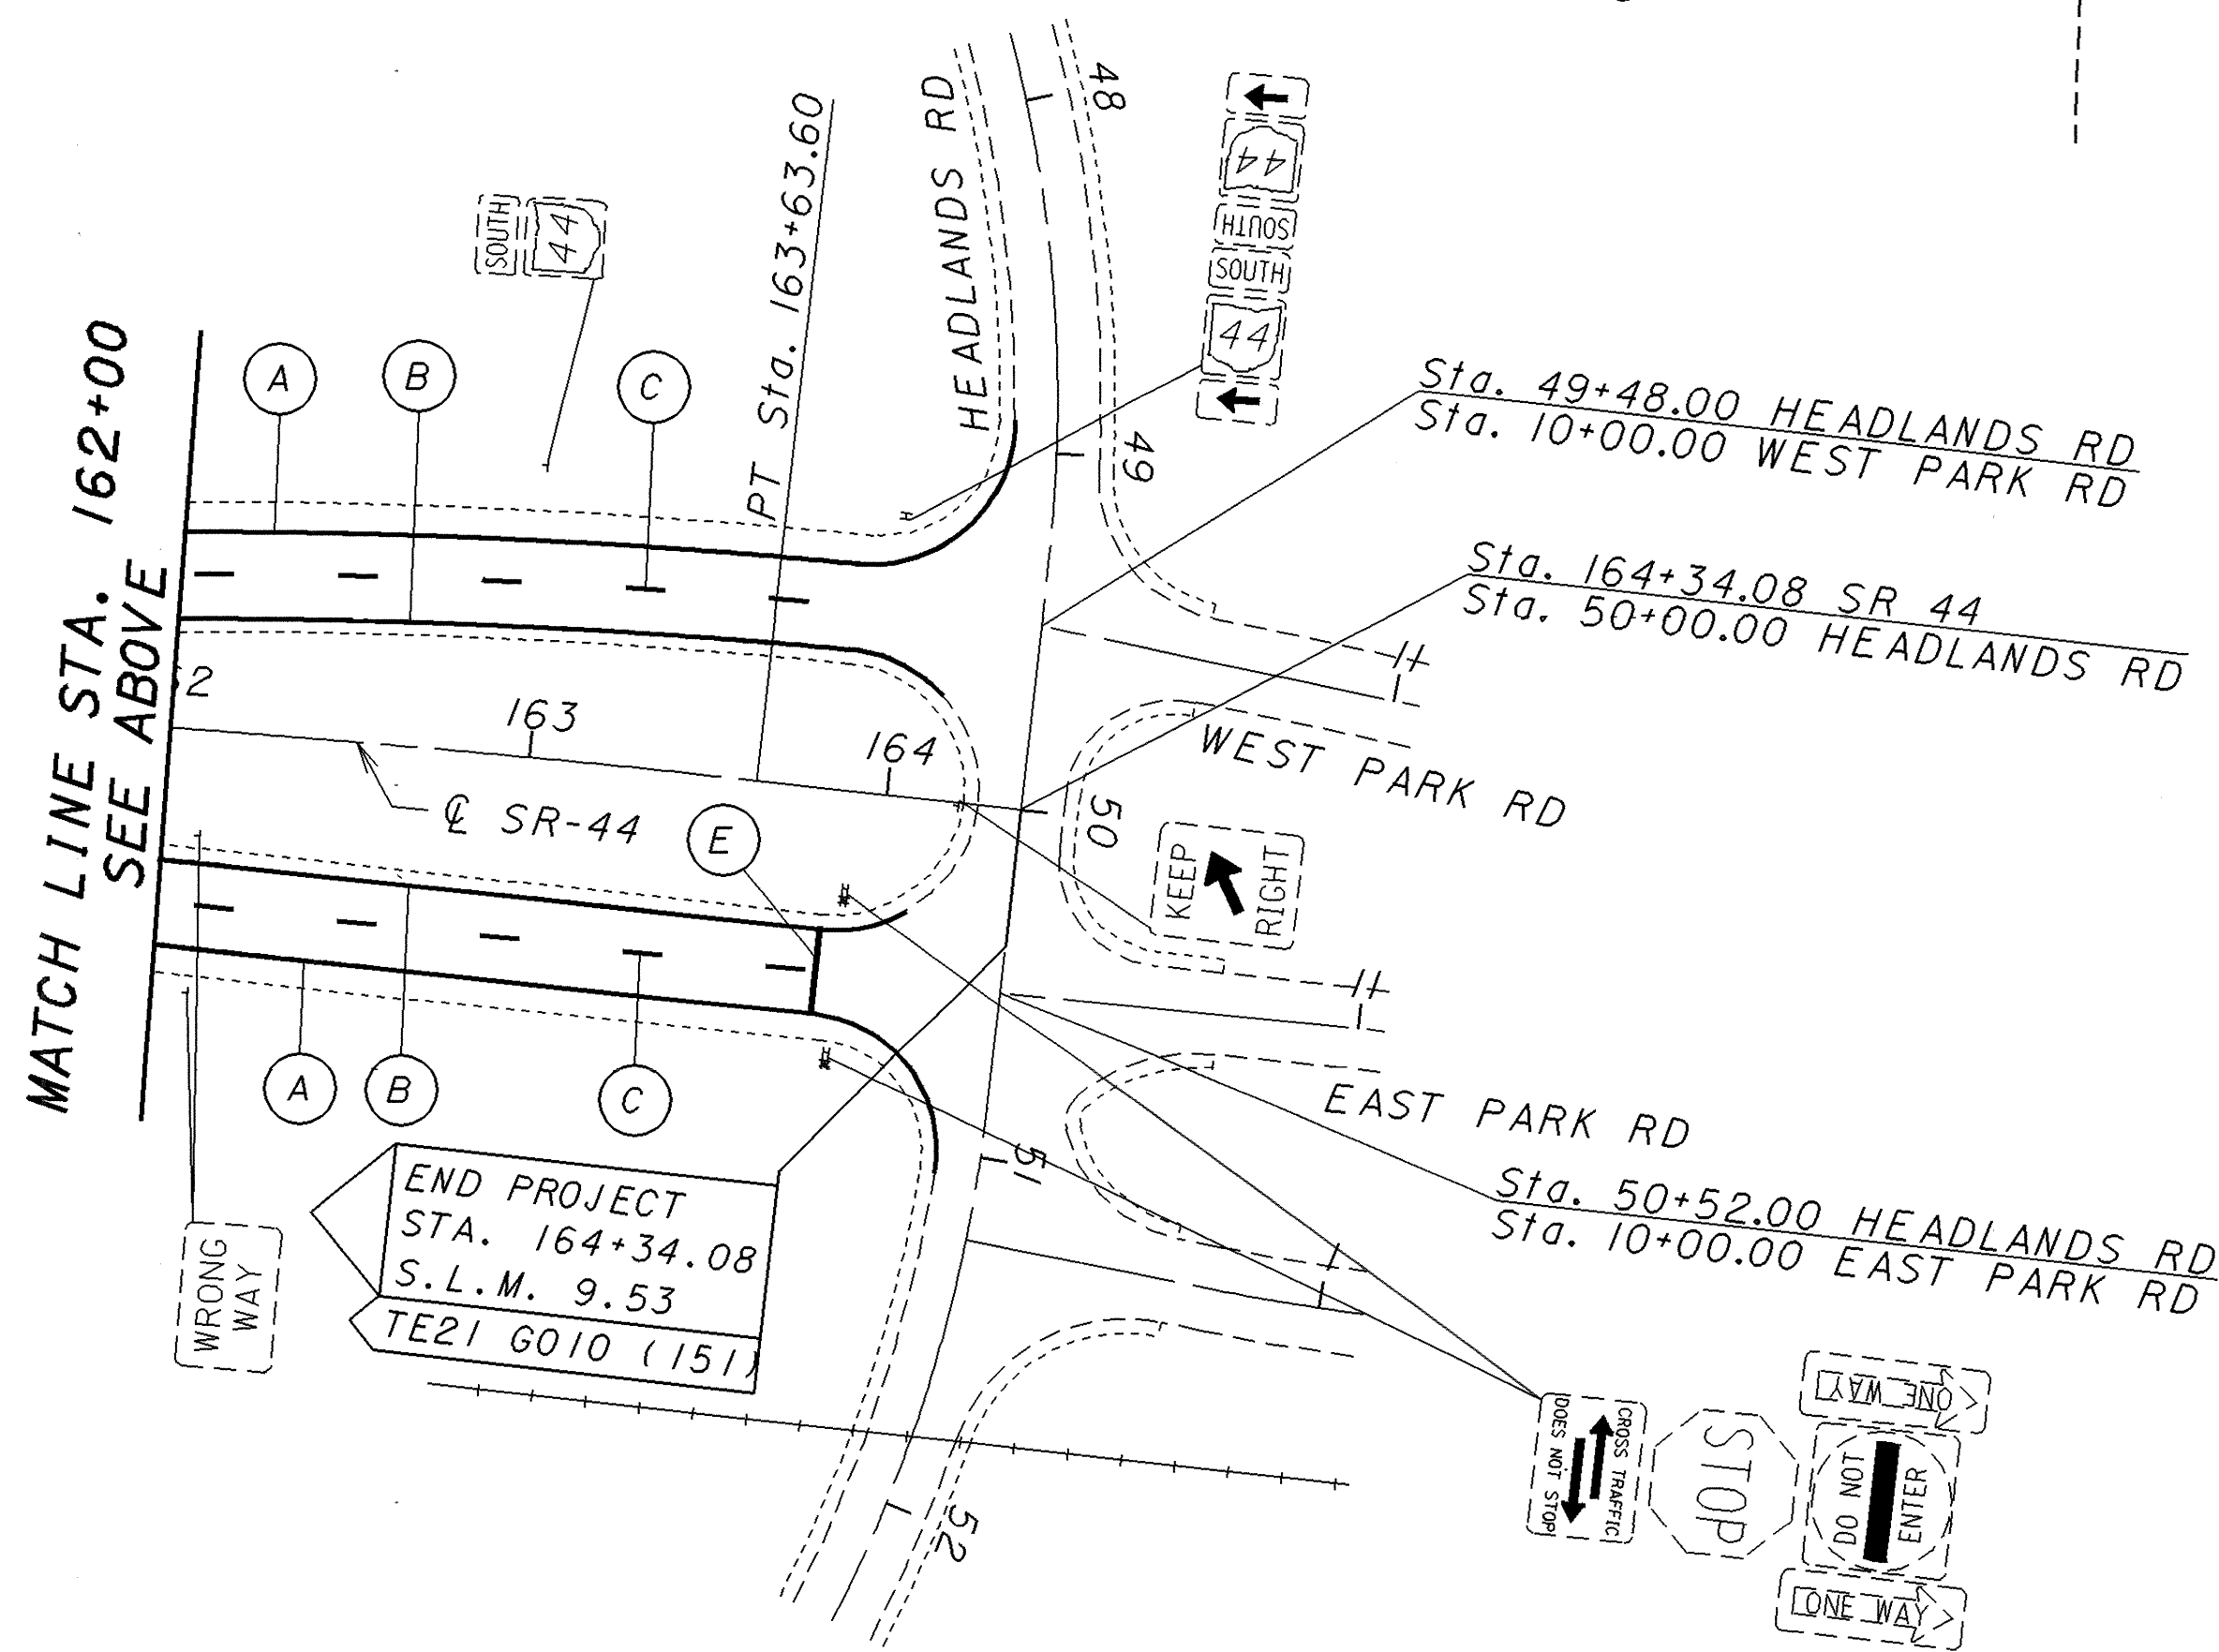 48
HEADLANDS RD
PT Sta. 163+63.60
44
SOUTH
SOUTH
44
SOUTH
44
MATCH LINE STA. 162+00
SEE ABOVE
A
B
C
49
Sta. 49+48.00 HEADLANDS RD
Sta. 10+00.00 WEST PARK RD
Sta. 164+34.08 SR 44
Sta. 50+00.00 HEADLANDS RD
2
163
164
WEST PARK RD
℄ SR-44
E
50
KEEP
RIGHT
A
B
C
EAST PARK RD
51
END PROJECT
STA. 164+34.08
S.L.M. 9.53
TE21 G010 (151)
Sta. 50+52.00 HEADLANDS RD
Sta. 10+00.00 EAST PARK RD
WRONG
WAY
52
CROSS TRAFFIC
DOES NOT STOP
STOP
ONE WAY
DO NOT
ENTER
ONE WAY